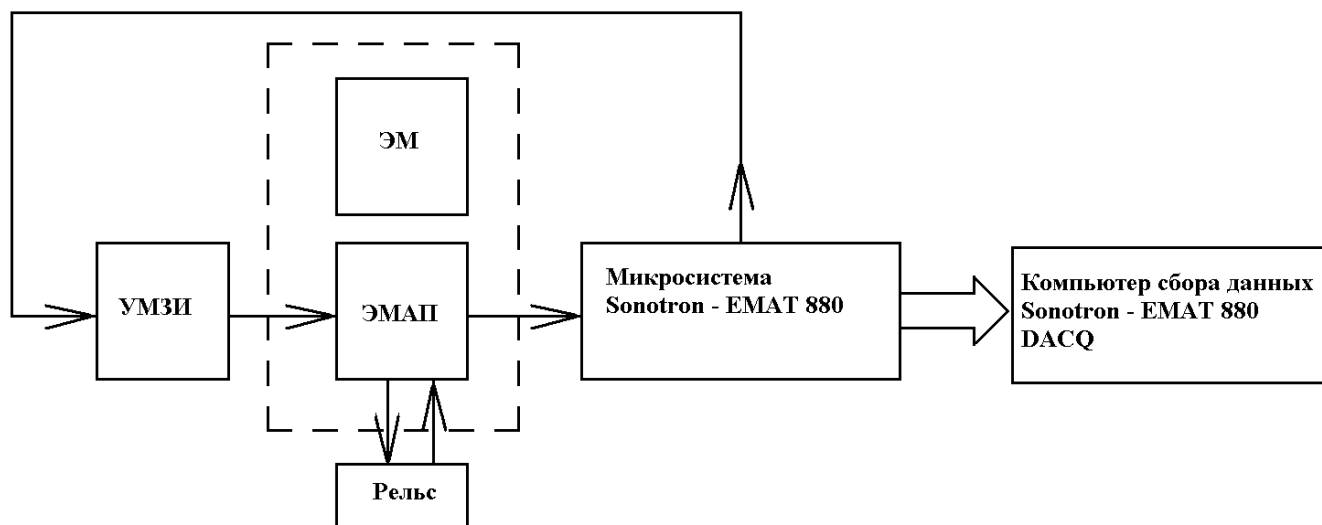 ЭМ
УМЗИ
ЭМАП
Микросистема
Sonotron - EMAT 880
Компьютер сбора данных
Sonotron - EMAT 880
DACQ
Рельс